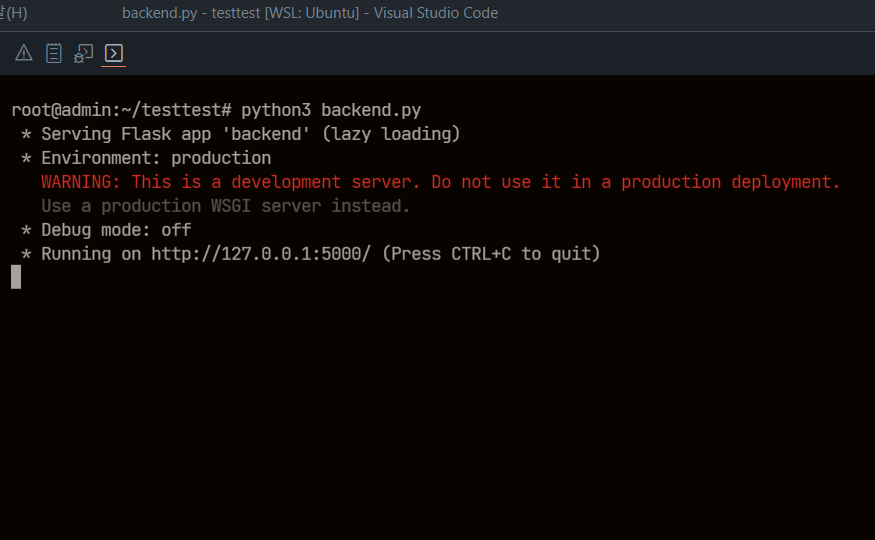 (H) backend.py - testtest [WSL: Ubuntu] - Visual Studio Code
root@admin:~/testtest# python3 backend.py
* Serving Flask app 'backend' (lazy loading)
* Environment: production
WARNING: This is a development server. Do not use it in a production deployment.
Use a production WSGI server instead.
* Debug mode: off
* Running on http://127.0.0.1:5000/ (Press CTRL+C to quit)